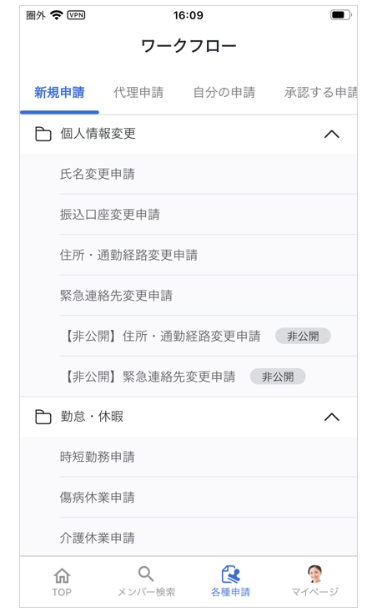 圏外 VPN 16:09
ワークフロー
新規申請 代理申請 自分の申請 承認する申請
個人情報変更
氏名変更申請
振込口座変更申請
住所・通勤経路変更申請
緊急連絡先変更申請
【非公開】住所・通勤経路変更申請 非公開
【非公開】緊急連絡先変更申請 非公開
勤怠・休暇
時短勤務申請
傷病休業申請
介護休業申請
TOP メンバー検索 各種申請 マイページ